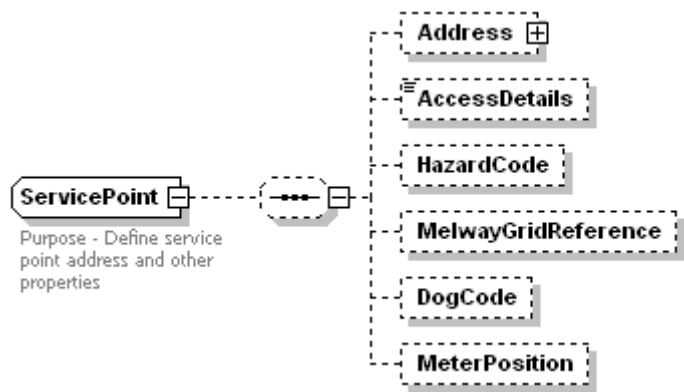 Address
AccessDetails
HazardCode
ServicePoint
Purpose - Define service
point address and other
properties
MelwayGridReference
DogCode
MeterPosition